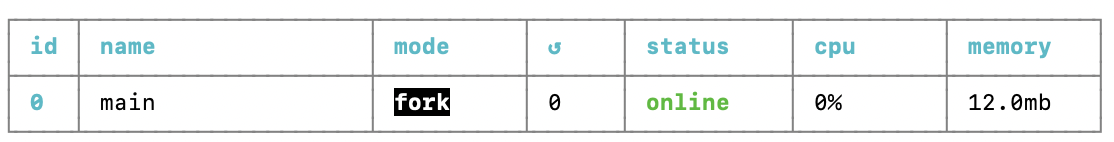 id name mode ↺ status cpu memory
0 main fork 0 online 0% 12.0mb